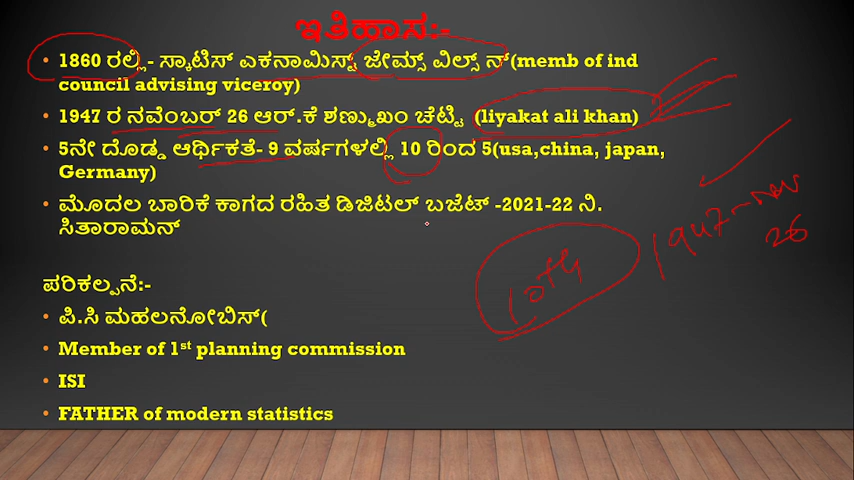 ಇತಿಹಾಸ:-
1860 ರಲ್ಲಿ- ಸ್ಕಾಟಿಸ್ ಎಕನಾಮಿಸ್ಟ್ ಜೇಮ್ಸ್ ವಿಲ್ಸ್ ನ್(memb of ind
council advising viceroy)
1947 ರ ನವೆಂಬರ್ 26 ಆರ್.ಕೆ ಶಣ್ಮುಖಂ ಚೆಟ್ಟಿ (liyakat ali khan)
5ನೇ ದೊಡ್ಡ ಆರ್ಥಿಕತೆ- 9 ವರ್ಷಗಳಲ್ಲಿ 10 ರಿಂದ 5(usa,china, japan,
Germany)
ಮೊದಲ ಬಾರಿಕೆ ಕಾಗದ ರಹಿತ ಡಿಜಿಟಲ್ ಬಜೆಟ್ -2021-22 ನಿ.
ಸಿತಾರಾಮನ್
1947-nov
26
10th
ಪರಿಕಲ್ಪನೆ:-
ಪಿ.ಸಿ ಮಹಲನೋಬಿಸ್(
Member of 1st planning commission
ISI
FATHER of modern statistics